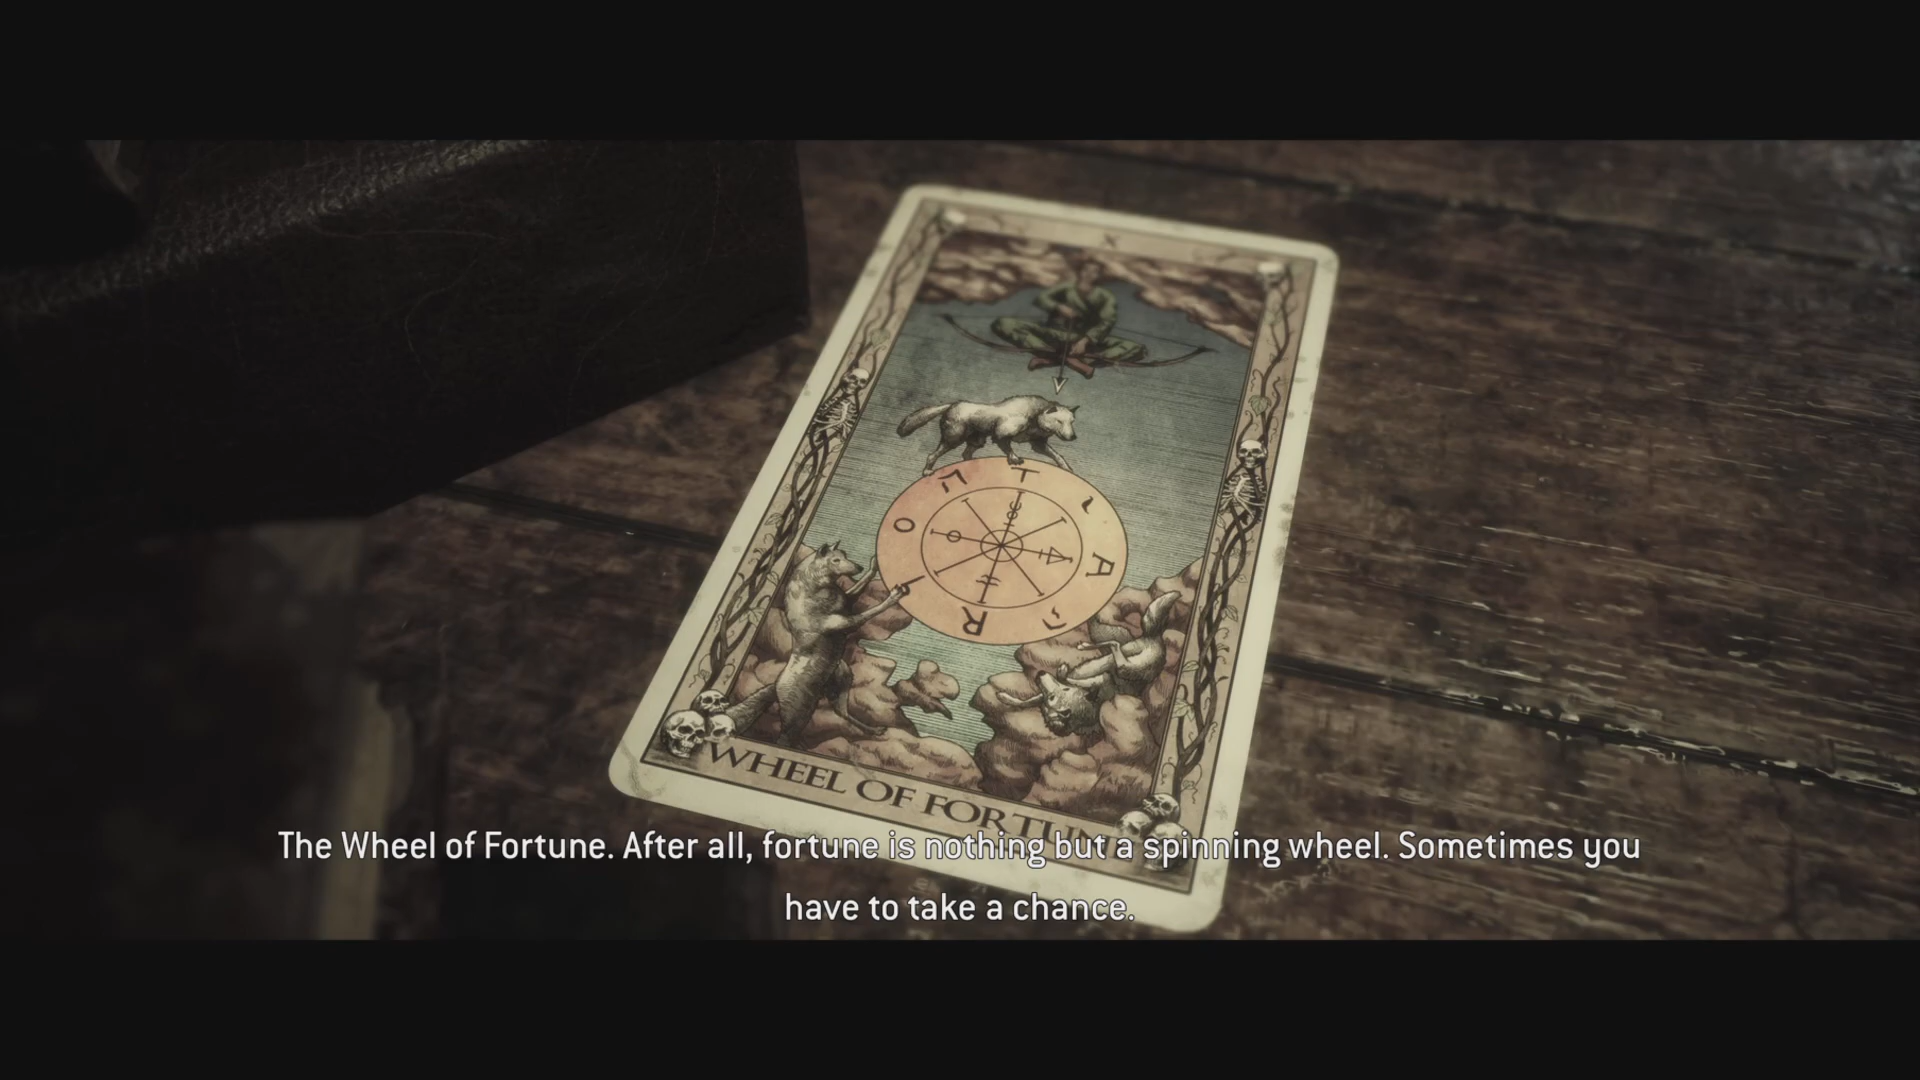 X
T
A
R
O
WHEEL OF FORTUN
The Wheel of Fortune. After all, fortune is nothing but a spinning wheel. Sometimes you
have to take a chance.